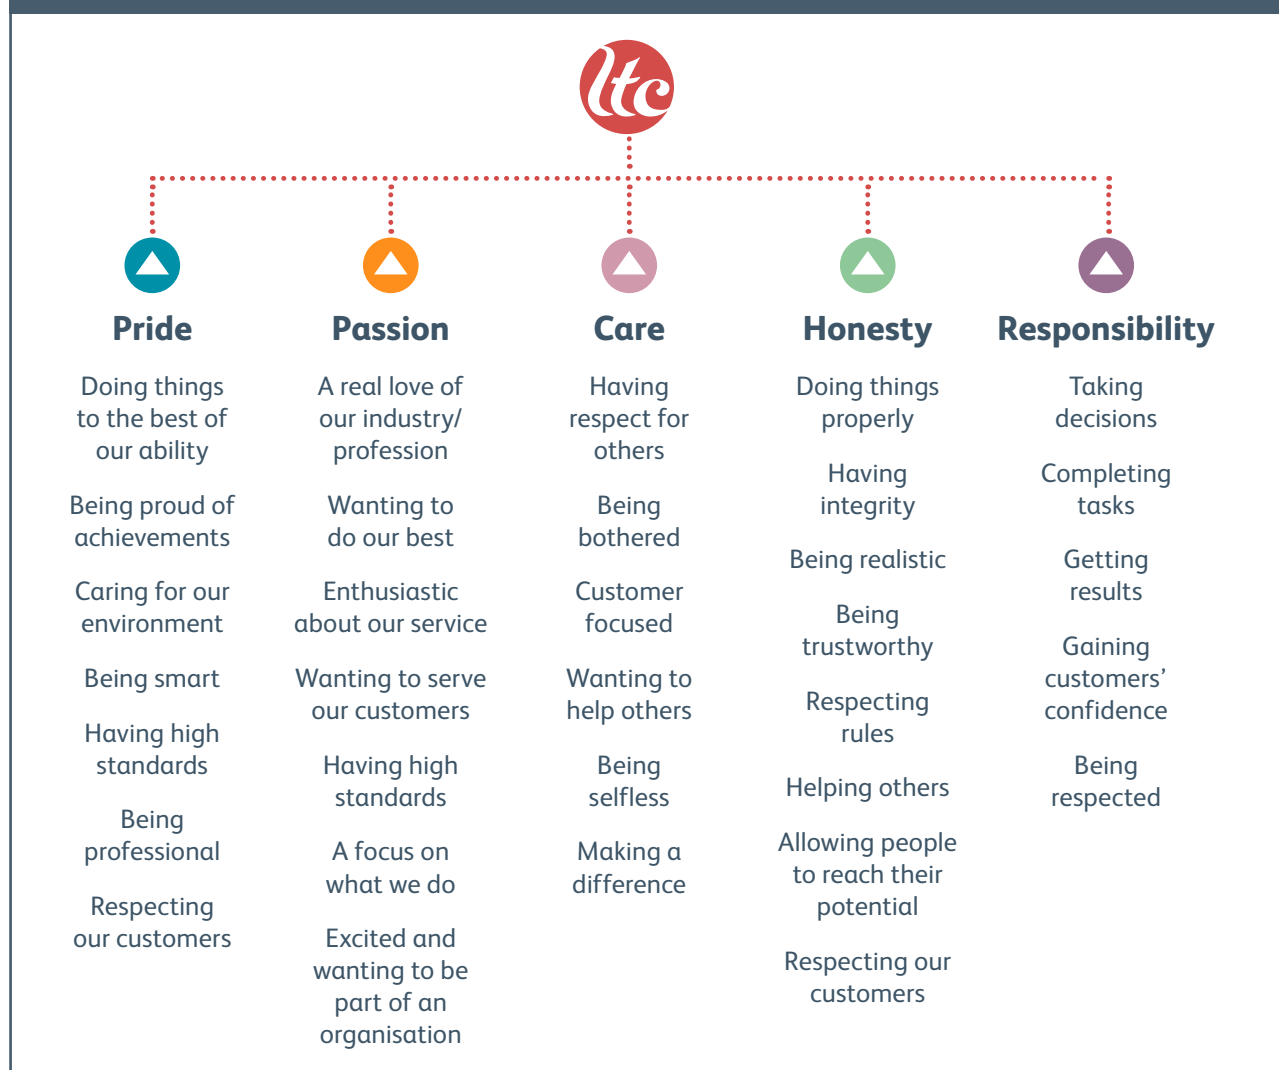 ltc
Pride
Doing things
to the best of
our ability
Being proud of
achievements
Caring for our
environment
Being smart
Having high
standards
Being
professional
Respecting
our customers
Passion
A real love of
our industry/
profession
Wanting to
do our best
Enthusiastic
about our service
Wanting to serve
our customers
Having high
standards
A focus on
what we do
Excited and
wanting to be
part of an
organisation
Care
Having
respect for
others
Being
bothered
Customer
focused
Wanting to
help others
Being
selfless
Making a
difference
Honesty
Doing things
properly
Having
integrity
Being realistic
Being
trustworthy
Respecting
rules
Helping others
Allowing people
to reach their
potential
Respecting our
customers
Responsibility
Taking
decisions
Completing
tasks
Getting
results
Gaining
customers’
confidence
Being
respected